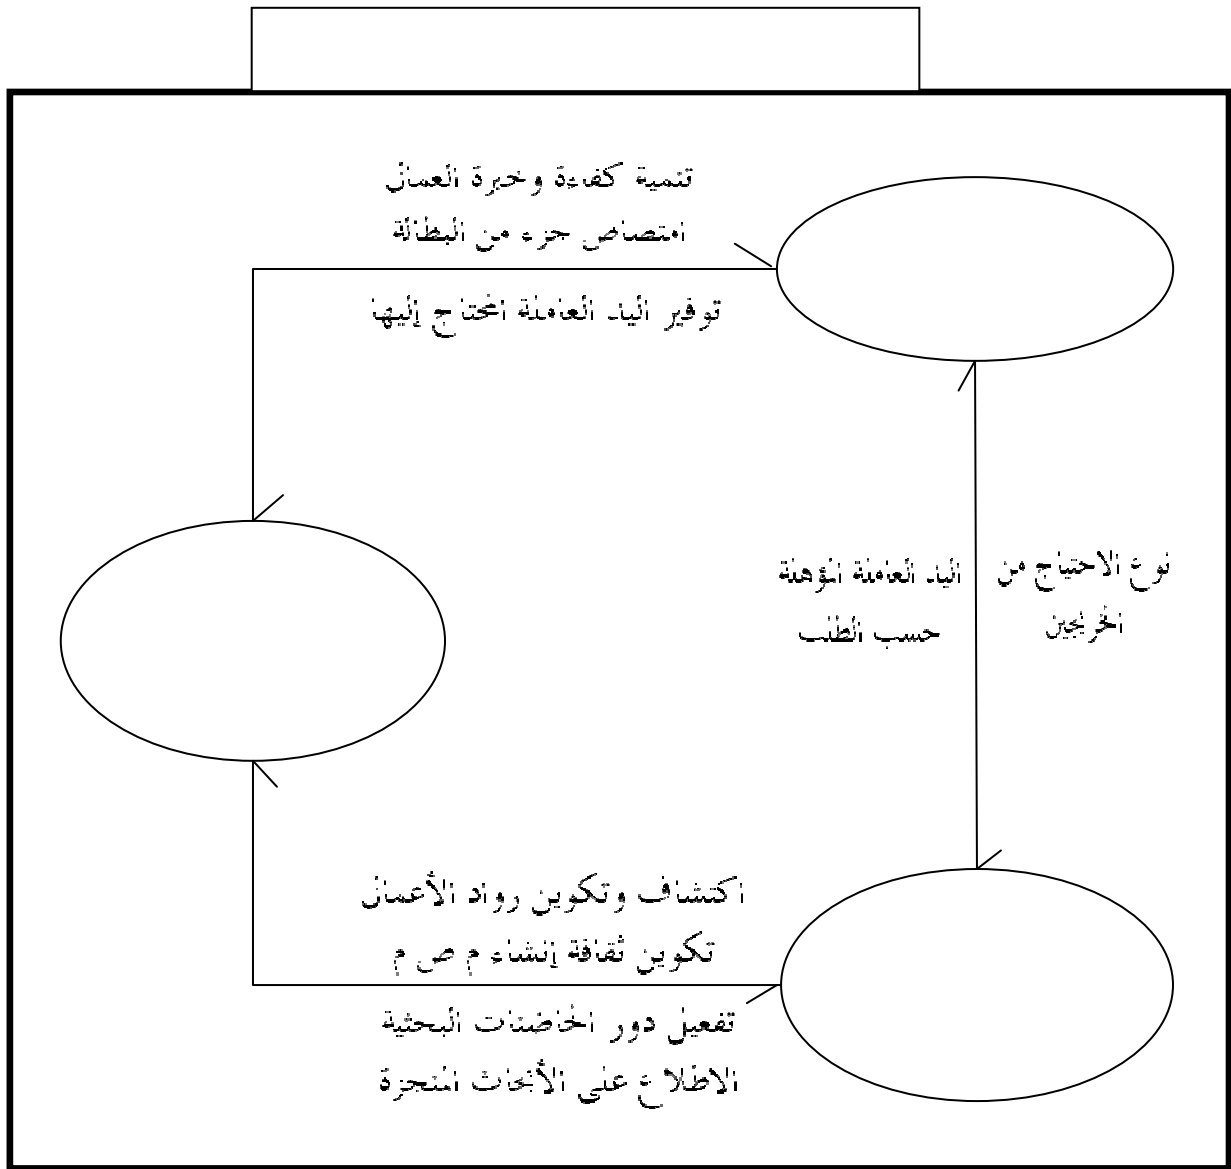 تنمية كفاءة وخبرة العمال
امتصاص جزء من البطالة
توفير اليد العاملة المحتاج إليها
نوع الاحتياج من
الخريجين
اليد العاملة المؤهلة
حسب الطلب
اكتشاف وتكوين رواد الأعمال
تكوين ثقافة إنشاء م ص م
تفعيل دور الحاضنات البحثية
الاطلاع على الأبحاث المنجزة